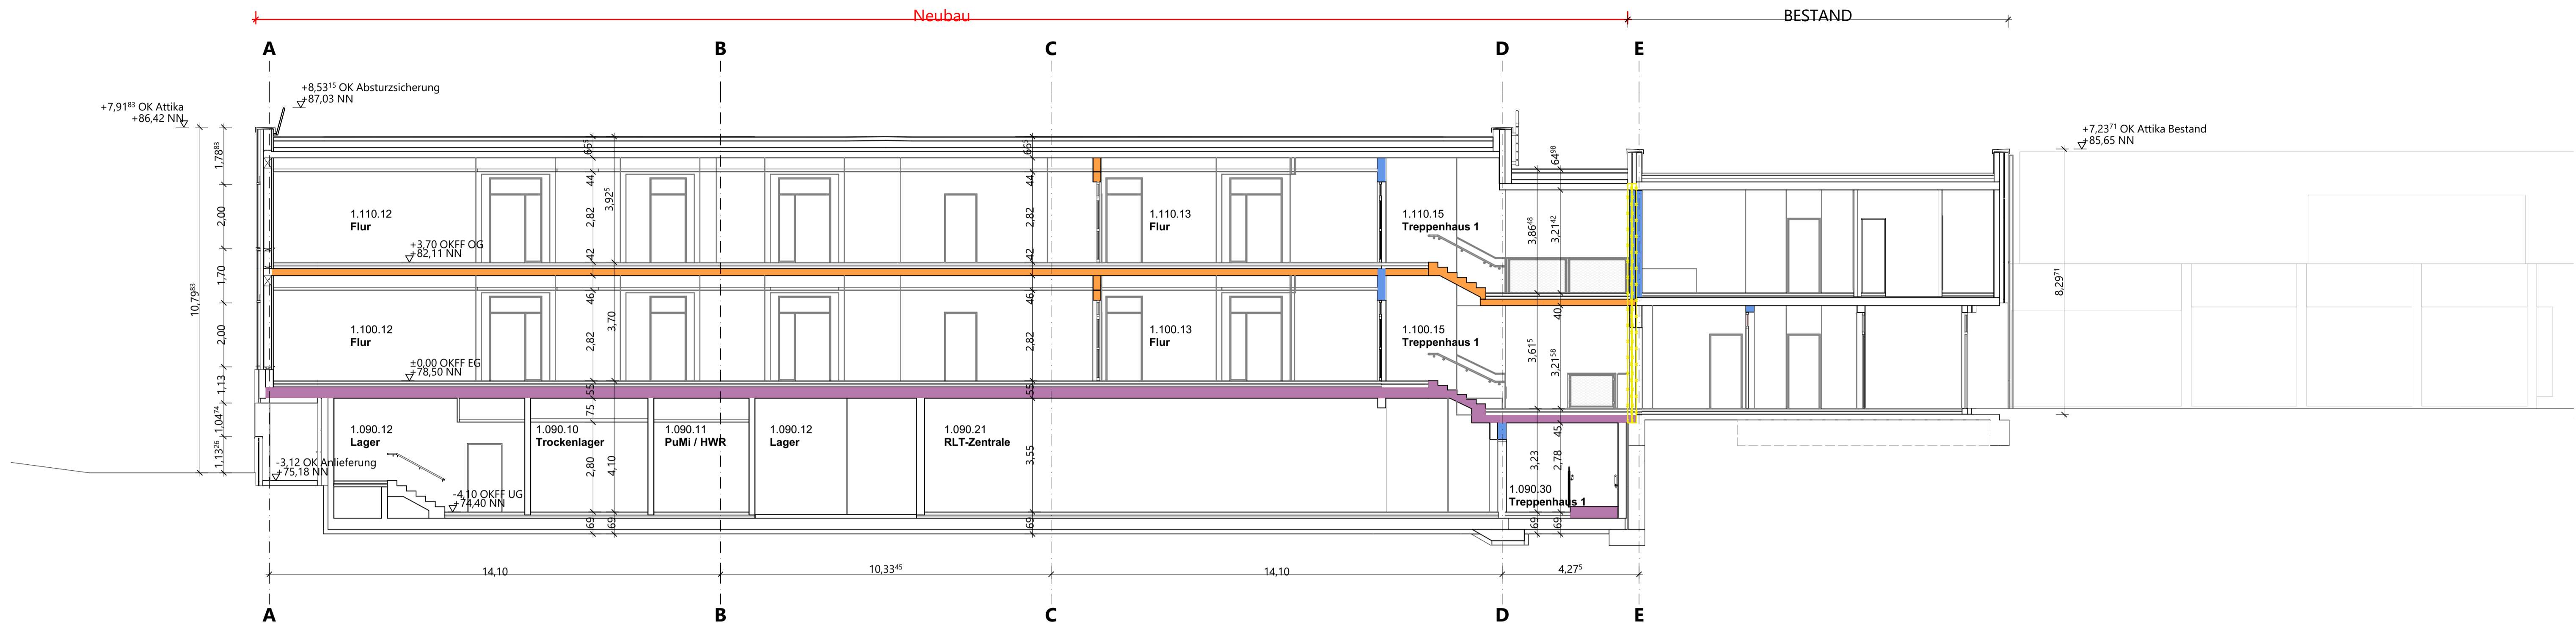 Neubau
BESTAND
A
B
C
D
E
+8,53¹⁵ OK Absturzsicherung
+87,03 NN
+7,91⁸³ OK Attika
+86,42 NN
+7,23⁷¹ OK Attika Bestand
+85,65 NN
10,79⁸³
1,78⁸³
2,00
1,70
2,00
1,13
1,04⁷⁴
1,13²⁶
66⁵
44
2,82
42
3,92⁵
66⁵
44
2,82
42
64⁹⁸
3,86⁴⁸
3,21⁴²
8,29⁷¹
1.110.12
Flur
1.110.13
Flur
1.110.15
Treppenhaus 1
+3,70 OKFF OG
+82,11 NN
46
2,82
55
3,70
46
2,82
55
40
3,61⁵
3,21⁵⁸
1.100.12
Flur
1.100.13
Flur
1.100.15
Treppenhaus 1
±0,00 OKFF EG
+78,50 NN
75
2,80
4,10
69
69
3,55
69
45
3,23
2,78
69
69
1.090.12
Lager
1.090.10
Trockenlager
1.090.11
PuMi / HWR
1.090.12
Lager
1.090.21
RLT-Zentrale
1.090.30
Treppenhaus 1
-3,12 OK Anlieferung
+75,18 NN
-4,10 OKFF UG
+74,40 NN
14,10
10,33⁴⁵
14,10
4,27⁵
A
B
C
D
E